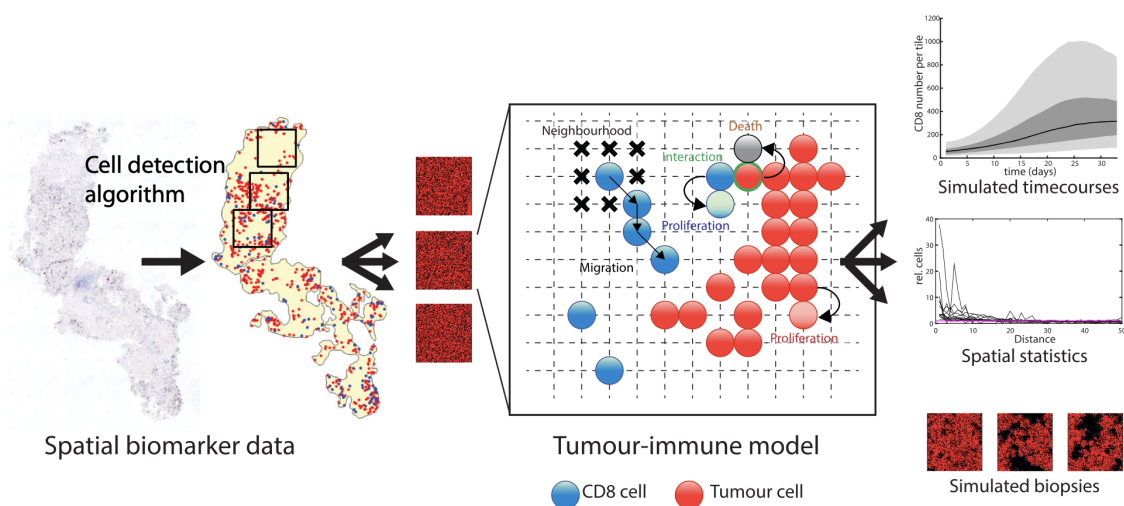 Cell detection
algorithm
Spatial biomarker data
Neighbourhood
Death
Interaction
Proliferation
Migration
Proliferation
Tumour-immune model
CD8 cell
Tumour cell
CD8 number per tile
1200
1000
800
600
400
200
0
0 5 10 15 20 25 30
time (days)
Simulated timecourses
rel. cells
40
30
20
10
0
0 10 20 30 40 50
Distance
Spatial statistics
Simulated biopsies